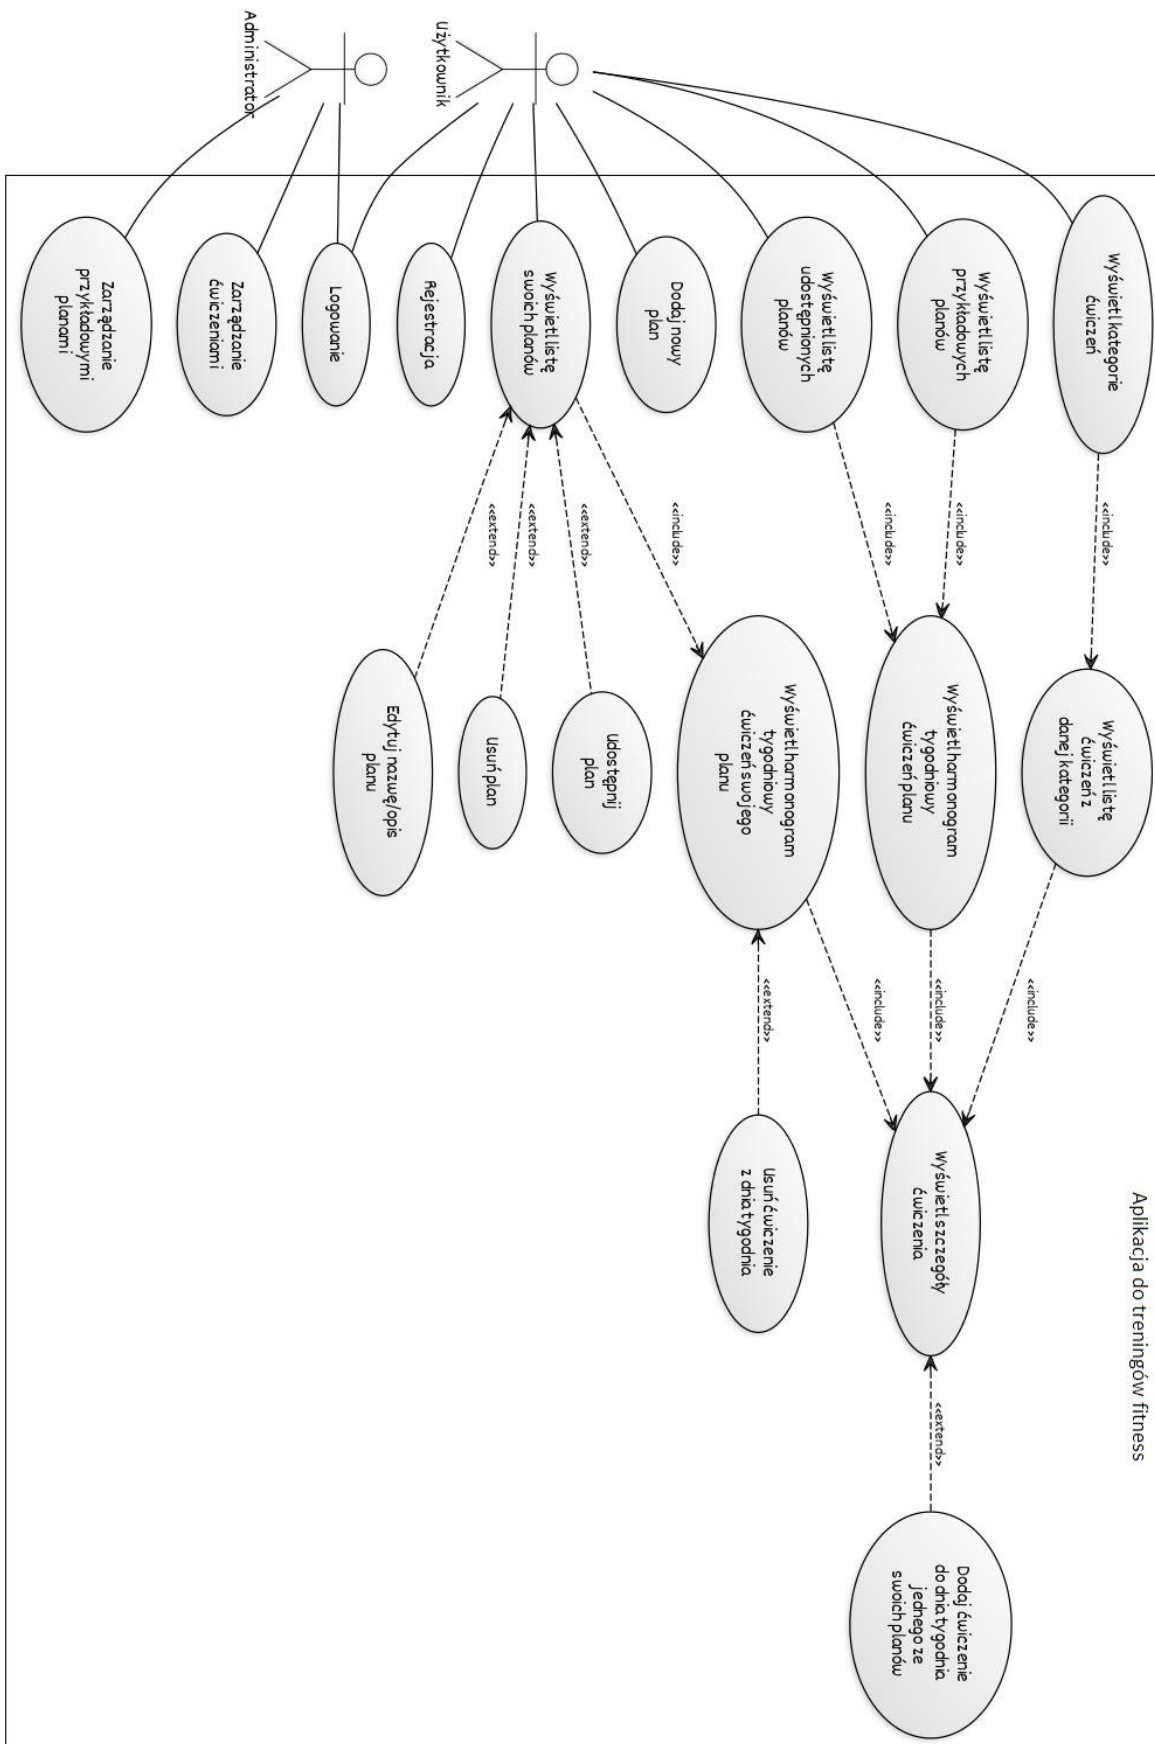 Aplikacja do treningów fitness
Użytkownik
Administrator
Wyświetl kategorie
ćwiczeń
<<include>>
Wyświetl listę
ćwiczeń z
danej kategorii
<<include>>
Wyświetl listę
przykładowych
planów
<<include>>
Wyświetl harmonogram
tygodniowy
ćwiczeń planu
<<include>>
Wyświetl szczegóły
ćwiczenia
<<extend>>
Dodaj ćwiczenie
do dnia tygodnia
jednego ze
swoich planów
Wyświetl listę
udostępnionych
planów
<<include>>
<<include>>
Dodaj nowy
plan
<<include>>
Wyświetl harmonogram
tygodniowy
ćwiczeń swojego
planu
<<extend>>
Usuń ćwiczenie
z dnia tygodnia
Wyświetl listę
swoich planów
<<extend>>
Udostępnij
plan
<<extend>>
Usuń plan
<<extend>>
Edytuj nazwę/opis
planu
Rejestracja
Logowanie
Zarządzanie
ćwiczeniami
Zarządzanie
przykładowymi
planami